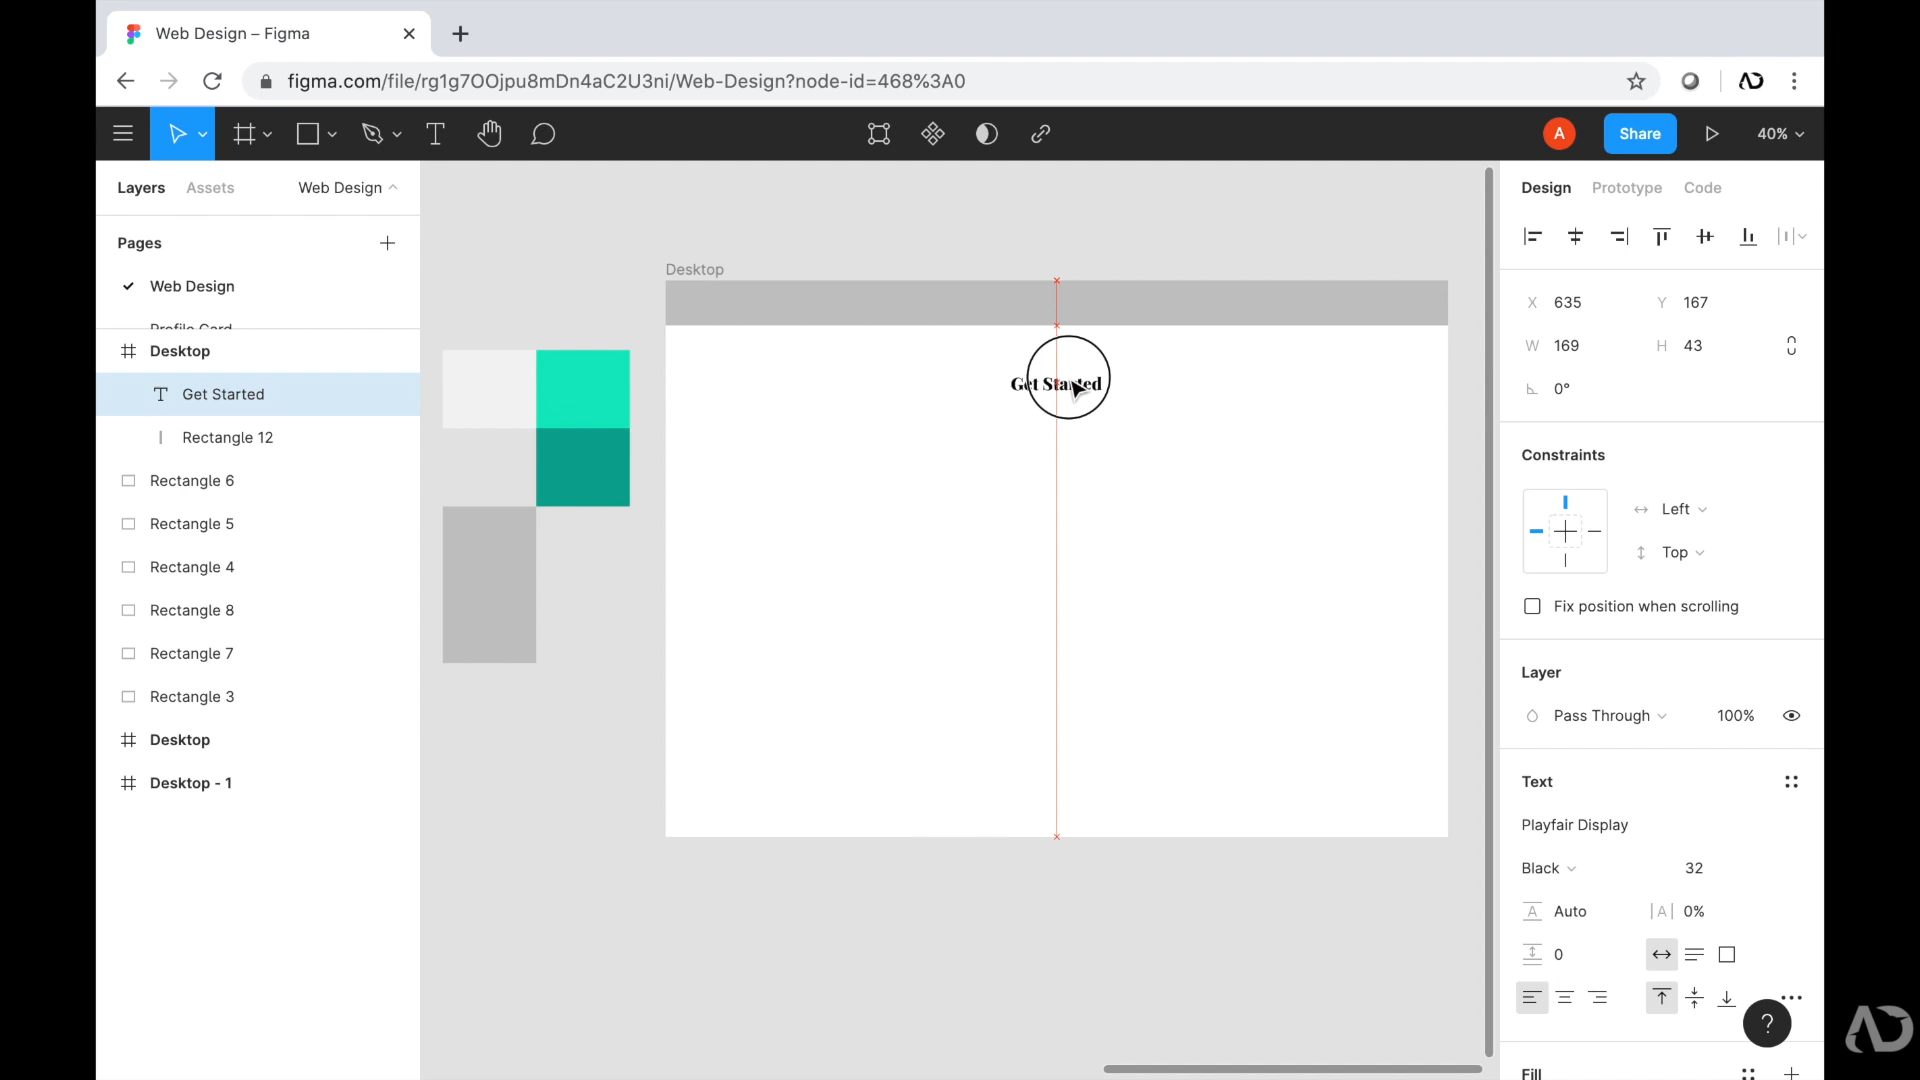 Web Design – Figma
figma.com/file/rg1g7OOjpu8mDn4aC2U3ni/Web-Design?node-id=468%3A0
A
Share
40%
Layers
Assets
Web Design
Pages
Web Design
Profile Card
Desktop
Get Started
Rectangle 12
Rectangle 6
Rectangle 5
Rectangle 4
Rectangle 8
Rectangle 7
Rectangle 3
Desktop
Desktop - 1
Desktop
Get Started
Design
Prototype
Code
X 635 Y 167
W 169 H 43
0°
Constraints
Left
Top
Fix position when scrolling
Layer
Pass Through 100%
Text
Playfair Display
Black 32
A Auto |A| 0%
0
?
Fill
AD